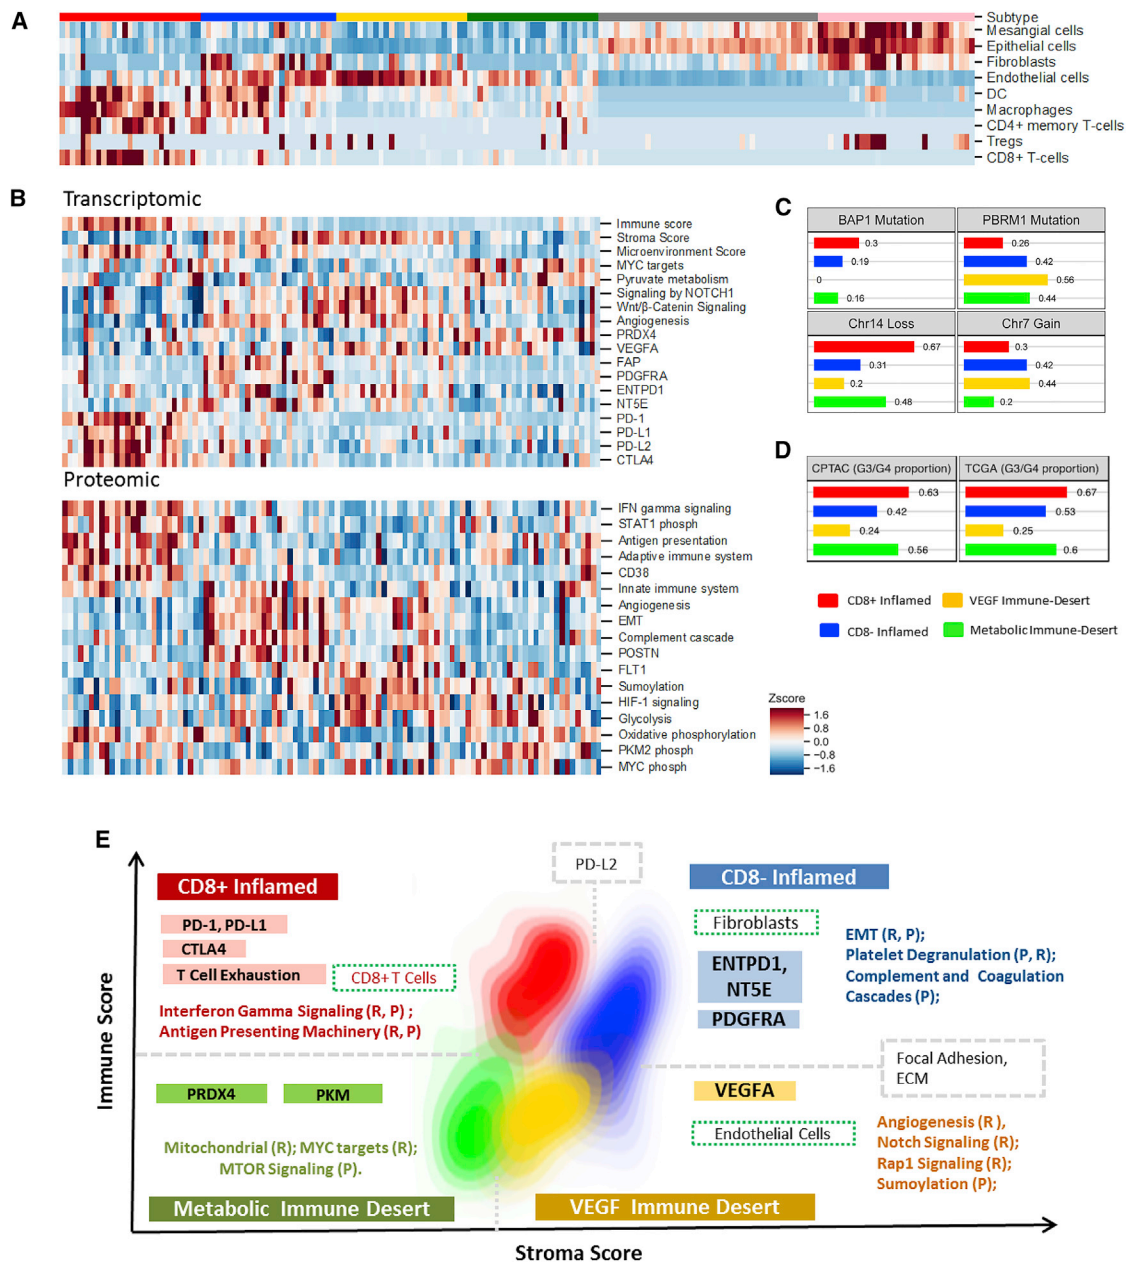 A
Subtype
Mesangial cells
Epithelial cells
Fibroblasts
Endothelial cells
DC
Macrophages
CD4+ memory T-cells
Tregs
CD8+ T-cells
B
Transcriptomic
Immune score
Stroma Score
Microenvironment Score
MYC targets
Pyruvate metabolism
Signaling by NOTCH1
Wnt/β-Catenin Signaling
Angiogenesis
PRDX4
VEGFA
FAP
PDGFRA
ENTPD1
NT5E
PD-1
PD-L1
PD-L2
CTLA4
Proteomic
IFN gamma signaling
STAT1 phosph
Antigen presentation
Adaptive immune system
CD38
Innate immune system
Angiogenesis
EMT
Complement cascade
POSTN
FLT1
Sumoylation
HIF-1 signaling
Glycolysis
Oxidative phosphorylation
PKM2 phosph
MYC phosph
Zscore
1.6
0.8
0.0
−0.8
−1.6
C
BAP1 Mutation
0.3
0.19
0
0.16
PBRM1 Mutation
0.26
0.42
0.56
0.44
Chr14 Loss
0.67
0.31
0.2
0.48
Chr7 Gain
0.3
0.42
0.44
0.2
D
CPTAC (G3/G4 proportion)
0.63
0.42
0.24
0.56
TCGA (G3/G4 proportion)
0.67
0.53
0.25
0.6
CD8+ Inflamed
VEGF Immune-Desert
CD8- Inflamed
Metabolic Immune-Desert
E
Immune Score
CD8+ Inflamed
PD-1, PD-L1
CTLA4
T Cell Exhaustion
CD8+ T Cells
Interferon Gamma Signaling (R, P) ;
Antigen Presenting Machinery (R, P)
PD-L2
CD8- Inflamed
Fibroblasts
ENTPD1,
NT5E
PDGFRA
EMT (R, P);
Platelet Degranulation (P, R);
Complement and Coagulation
Cascades (P);
Focal Adhesion,
ECM
PRDX4
PKM
Mitochondrial (R); MYC targets (R);
MTOR Signaling (P).
Metabolic Immune Desert
VEGFA
Endothelial Cells
Angiogenesis (R ),
Notch Signaling (R);
Rap1 Signaling (R);
Sumoylation (P);
VEGF Immune Desert
Stroma Score